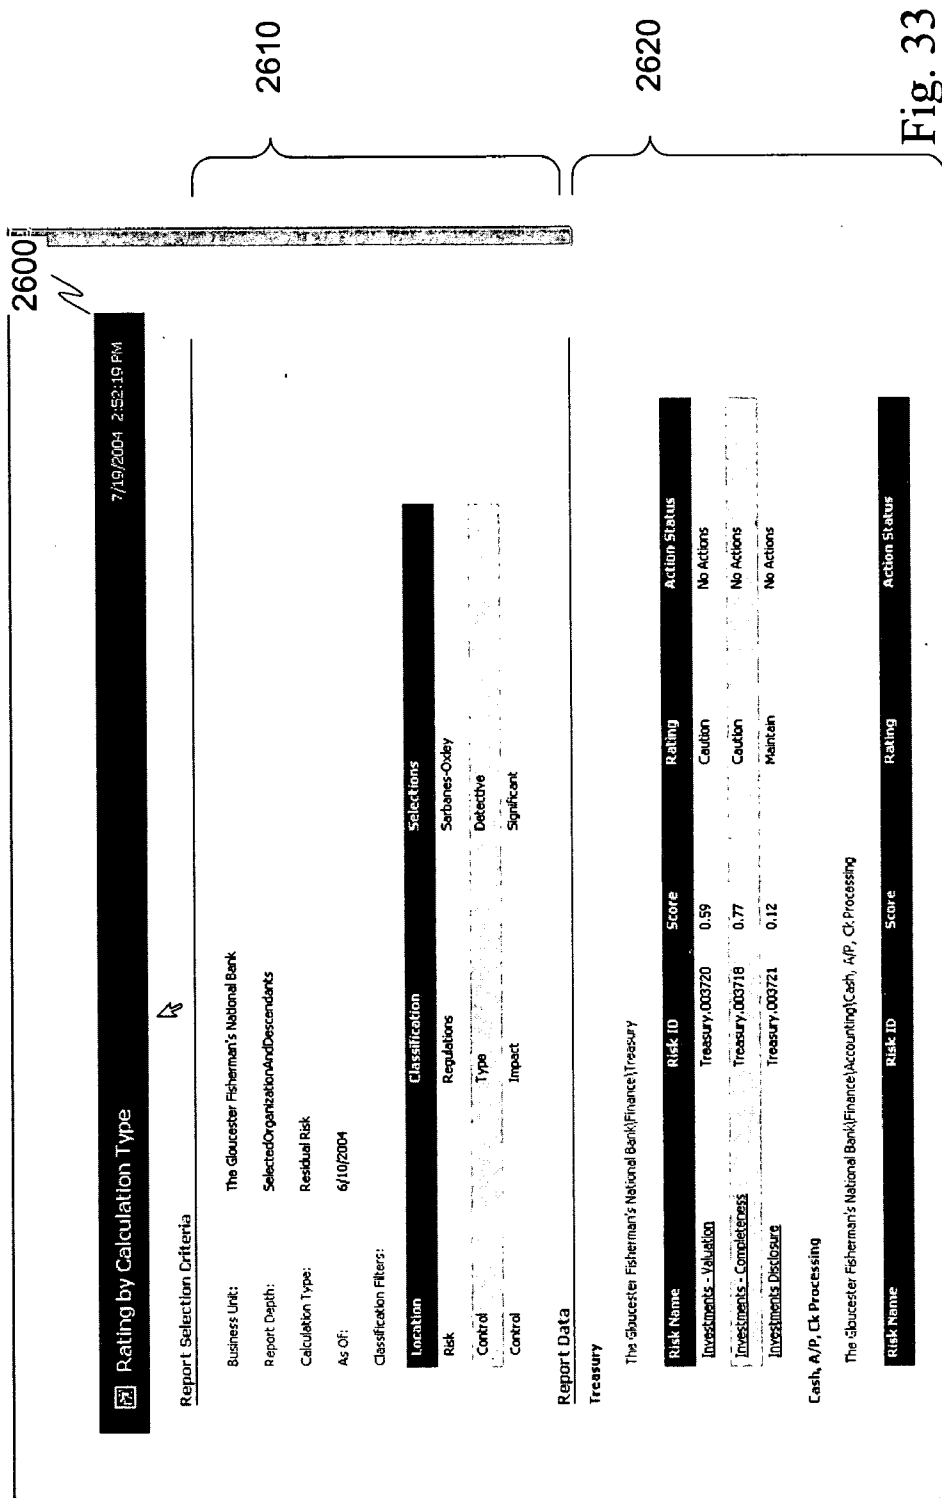 2600
Rating by Calculation Type 7/19/2004 2:52:19 PM
Report Selection Criteria
Business Unit: The Gloucester Fisherman's National Bank
Report Depth: SelectedOrganizationAndDescendants
Calculation Type: Residual Risk
As Of: 6/10/2004
Classification Filters:
Location Classification Selections
Risk Regulations Sarbanes-Oxley
Control Type Detective
Control Impact Significant
2610
Report Data
Treasury
The Gloucester Fisherman's National Bank\Finance\Treasury
Risk Name Risk ID Score Rating Action Status
Investments - Valuation Treasury.003720 0.59 Caution No Actions
Investments - Completeness Treasury.003718 0.77 Caution No Actions
Investments Disclosure Treasury.003721 0.12 Maintain No Actions
Cash, A/P, Ck Processing
The Gloucester Fisherman's National Bank\Finance\Accounting\Cash, A/P, Ck Processing
Risk Name Risk ID Score Rating Action Status
2620
Fig. 33